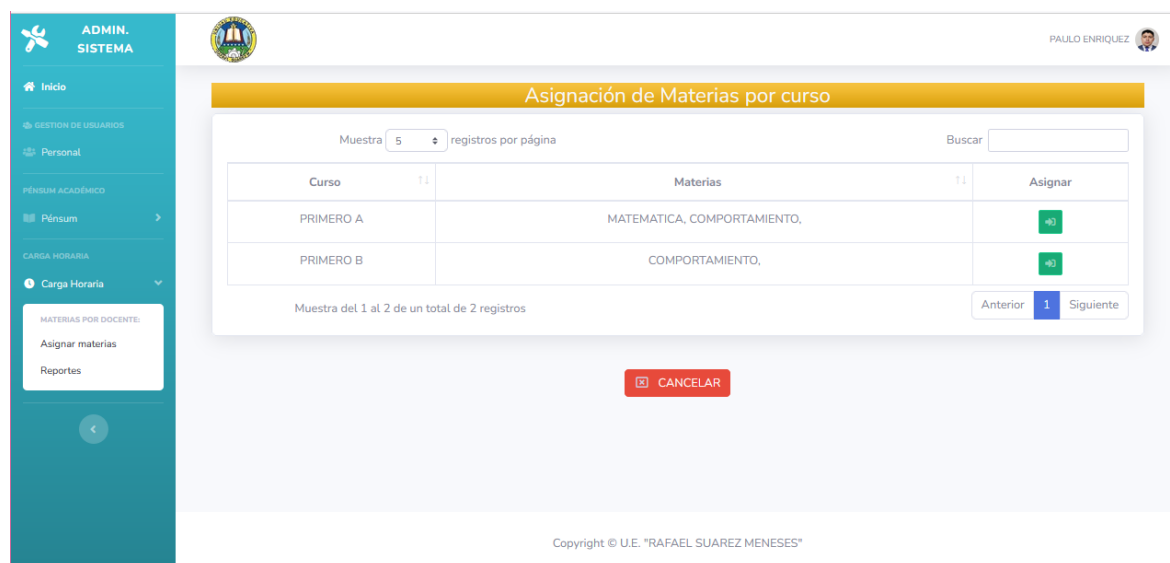 ADMIN.
SISTEMA
PAULO ENRIQUEZ
Inicio
GESTION DE USUARIOS
Personal
PÉNSUM ACADÉMICO
Pénsum
CARGA HORARIA
Carga Horaria
MATERIAS POR DOCENTE:
Asignar materias
Reportes
Asignación de Materias por curso
Muestra 5 registros por página
Buscar
Curso Materias Asignar
PRIMERO A MATEMATICA, COMPORTAMIENTO,
PRIMERO B COMPORTAMIENTO,
Muestra del 1 al 2 de un total de 2 registros
Anterior 1 Siguiente
CANCELAR
Copyright © U.E. "RAFAEL SUAREZ MENESES"